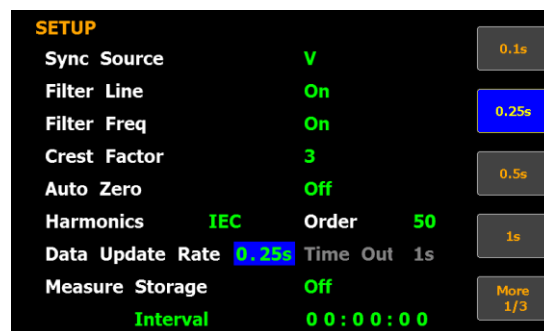 SETUP
Sync Source V
Filter Line On
Filter Freq On
Crest Factor 3
Auto Zero Off
Harmonics IEC Order 50
Data Update Rate 0.25s Time Out 1s
Measure Storage Off
Interval 00:00:00
0.1s
0.25s
0.5s
1s
More
1/3